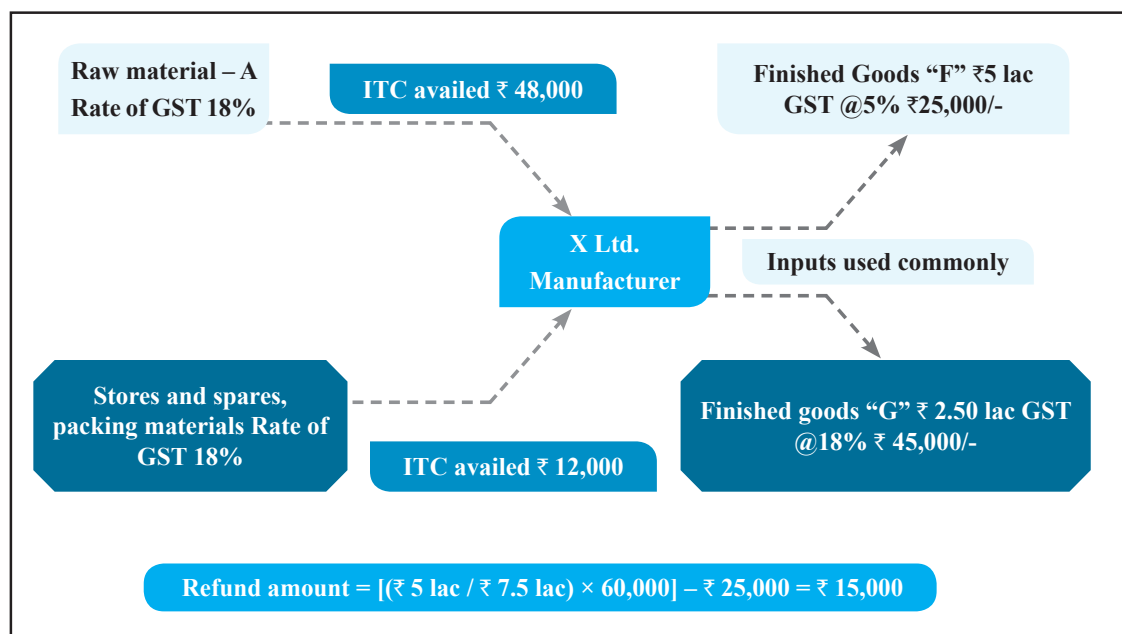 Raw material – A
Rate of GST 18%
ITC availed ₹ 48,000
Finished Goods “F” ₹5 lac
GST @5% ₹25,000/-
X Ltd.
Manufacturer
Inputs used commonly
Stores and spares,
packing materials Rate of
GST 18%
ITC availed ₹ 12,000
Finished goods “G” ₹ 2.50 lac GST
@18% ₹ 45,000/-
Refund amount = [(₹ 5 lac / ₹ 7.5 lac) × 60,000] – ₹ 25,000 = ₹ 15,000